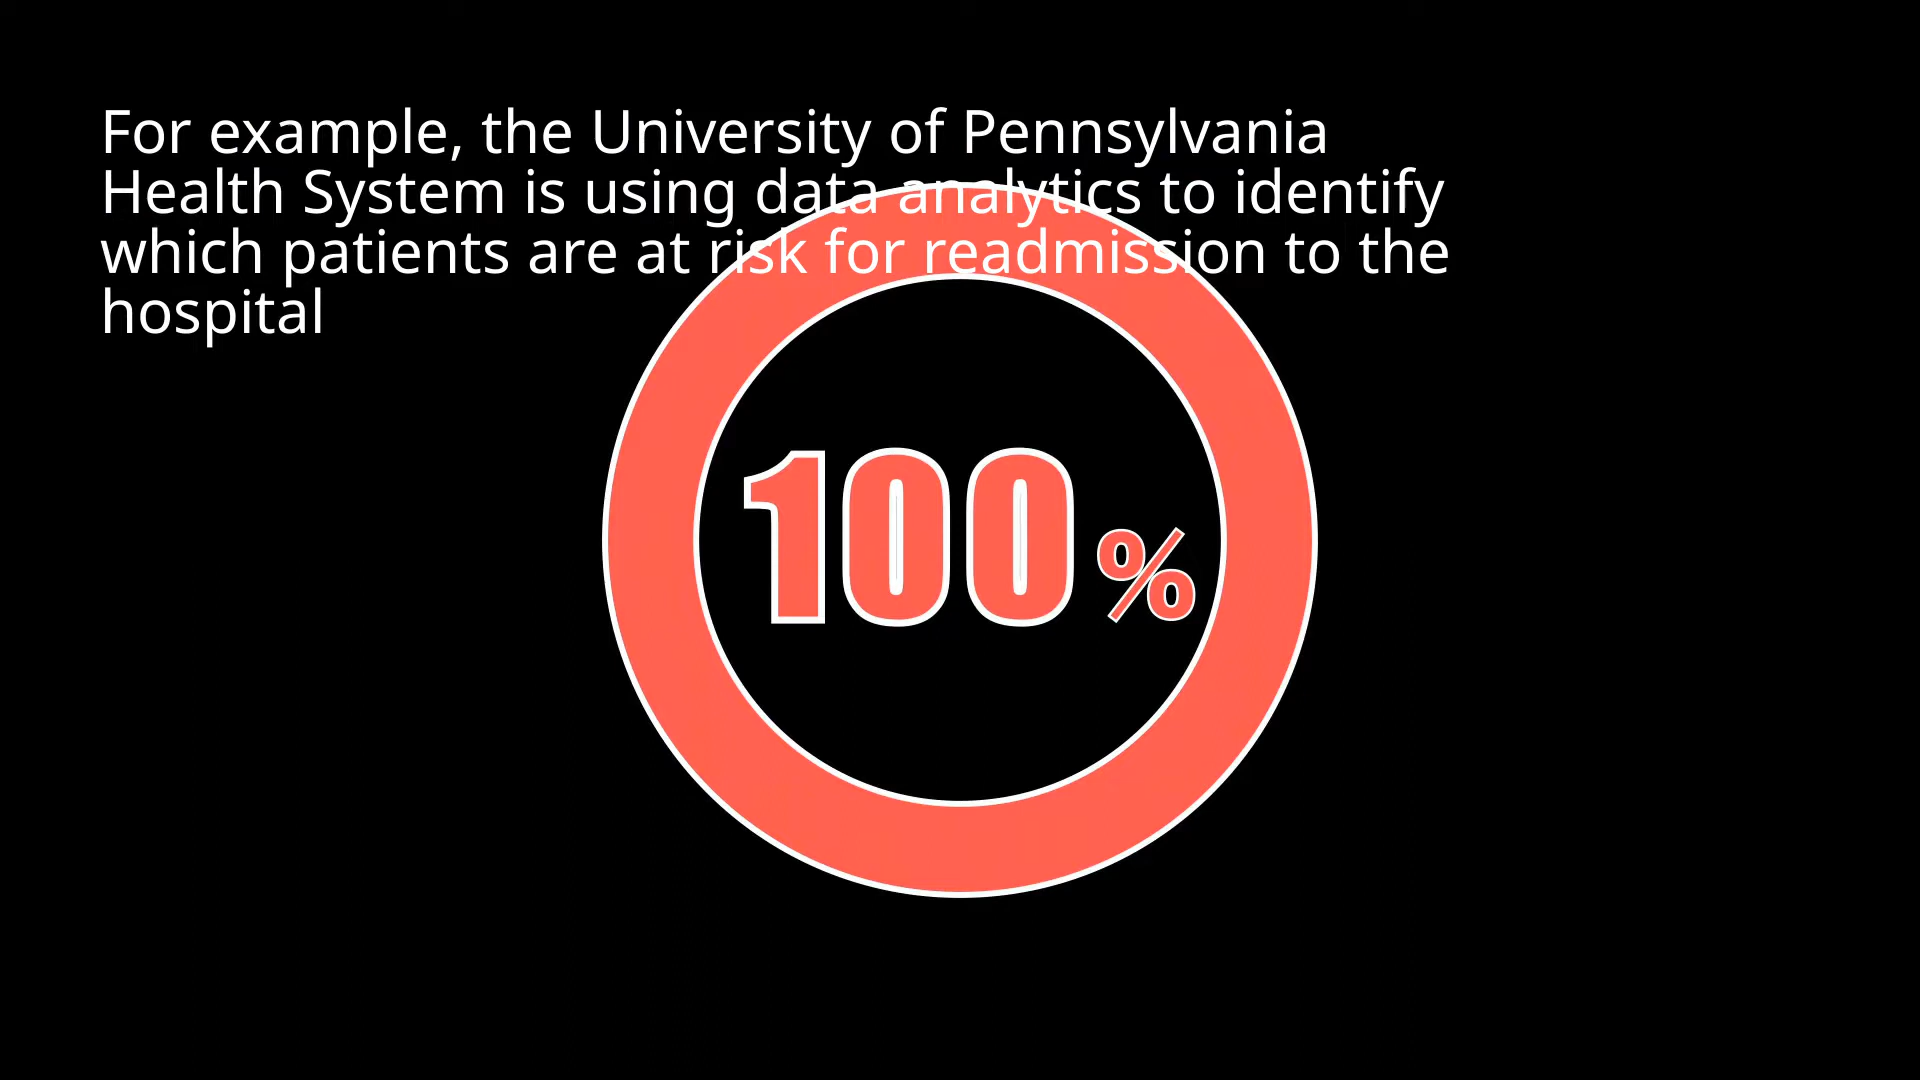 For example, the University of Pennsylvania
Health System is using data analytics to identify
which patients are at risk for readmission to the
hospital
100%